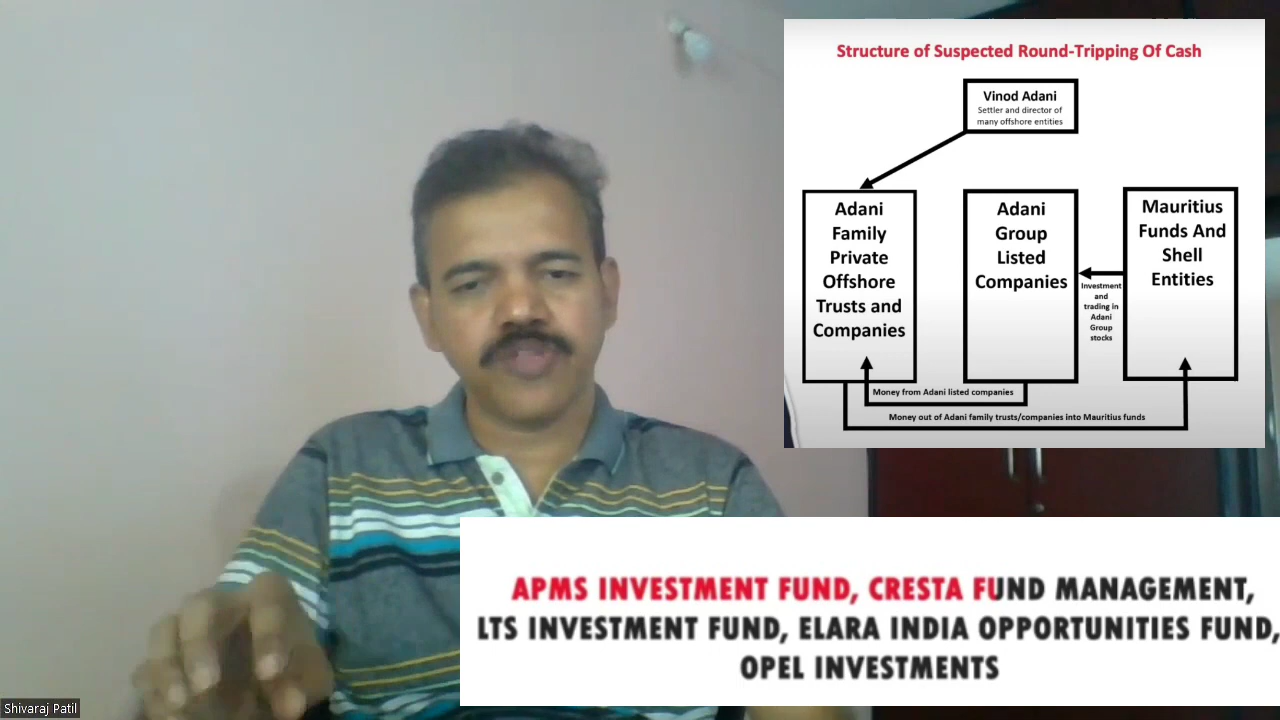 Structure of Suspected Round-Tripping Of Cash
Vinod Adani
Settler and director of
many offshore entities
Adani
Family
Private
Offshore
Trusts and
Companies
Adani
Group
Listed
Companies
Mauritius
Funds And
Shell
Entities
Investment
and
trading in
Adani
Group
stocks
Money from Adani listed companies
Money out of Adani family trusts/companies into Mauritius funds
APMS INVESTMENT FUND, CRESTA FUND MANAGEMENT,
LTS INVESTMENT FUND, ELARA INDIA OPPORTUNITIES FUND,
OPEL INVESTMENTS
Shivaraj Patil